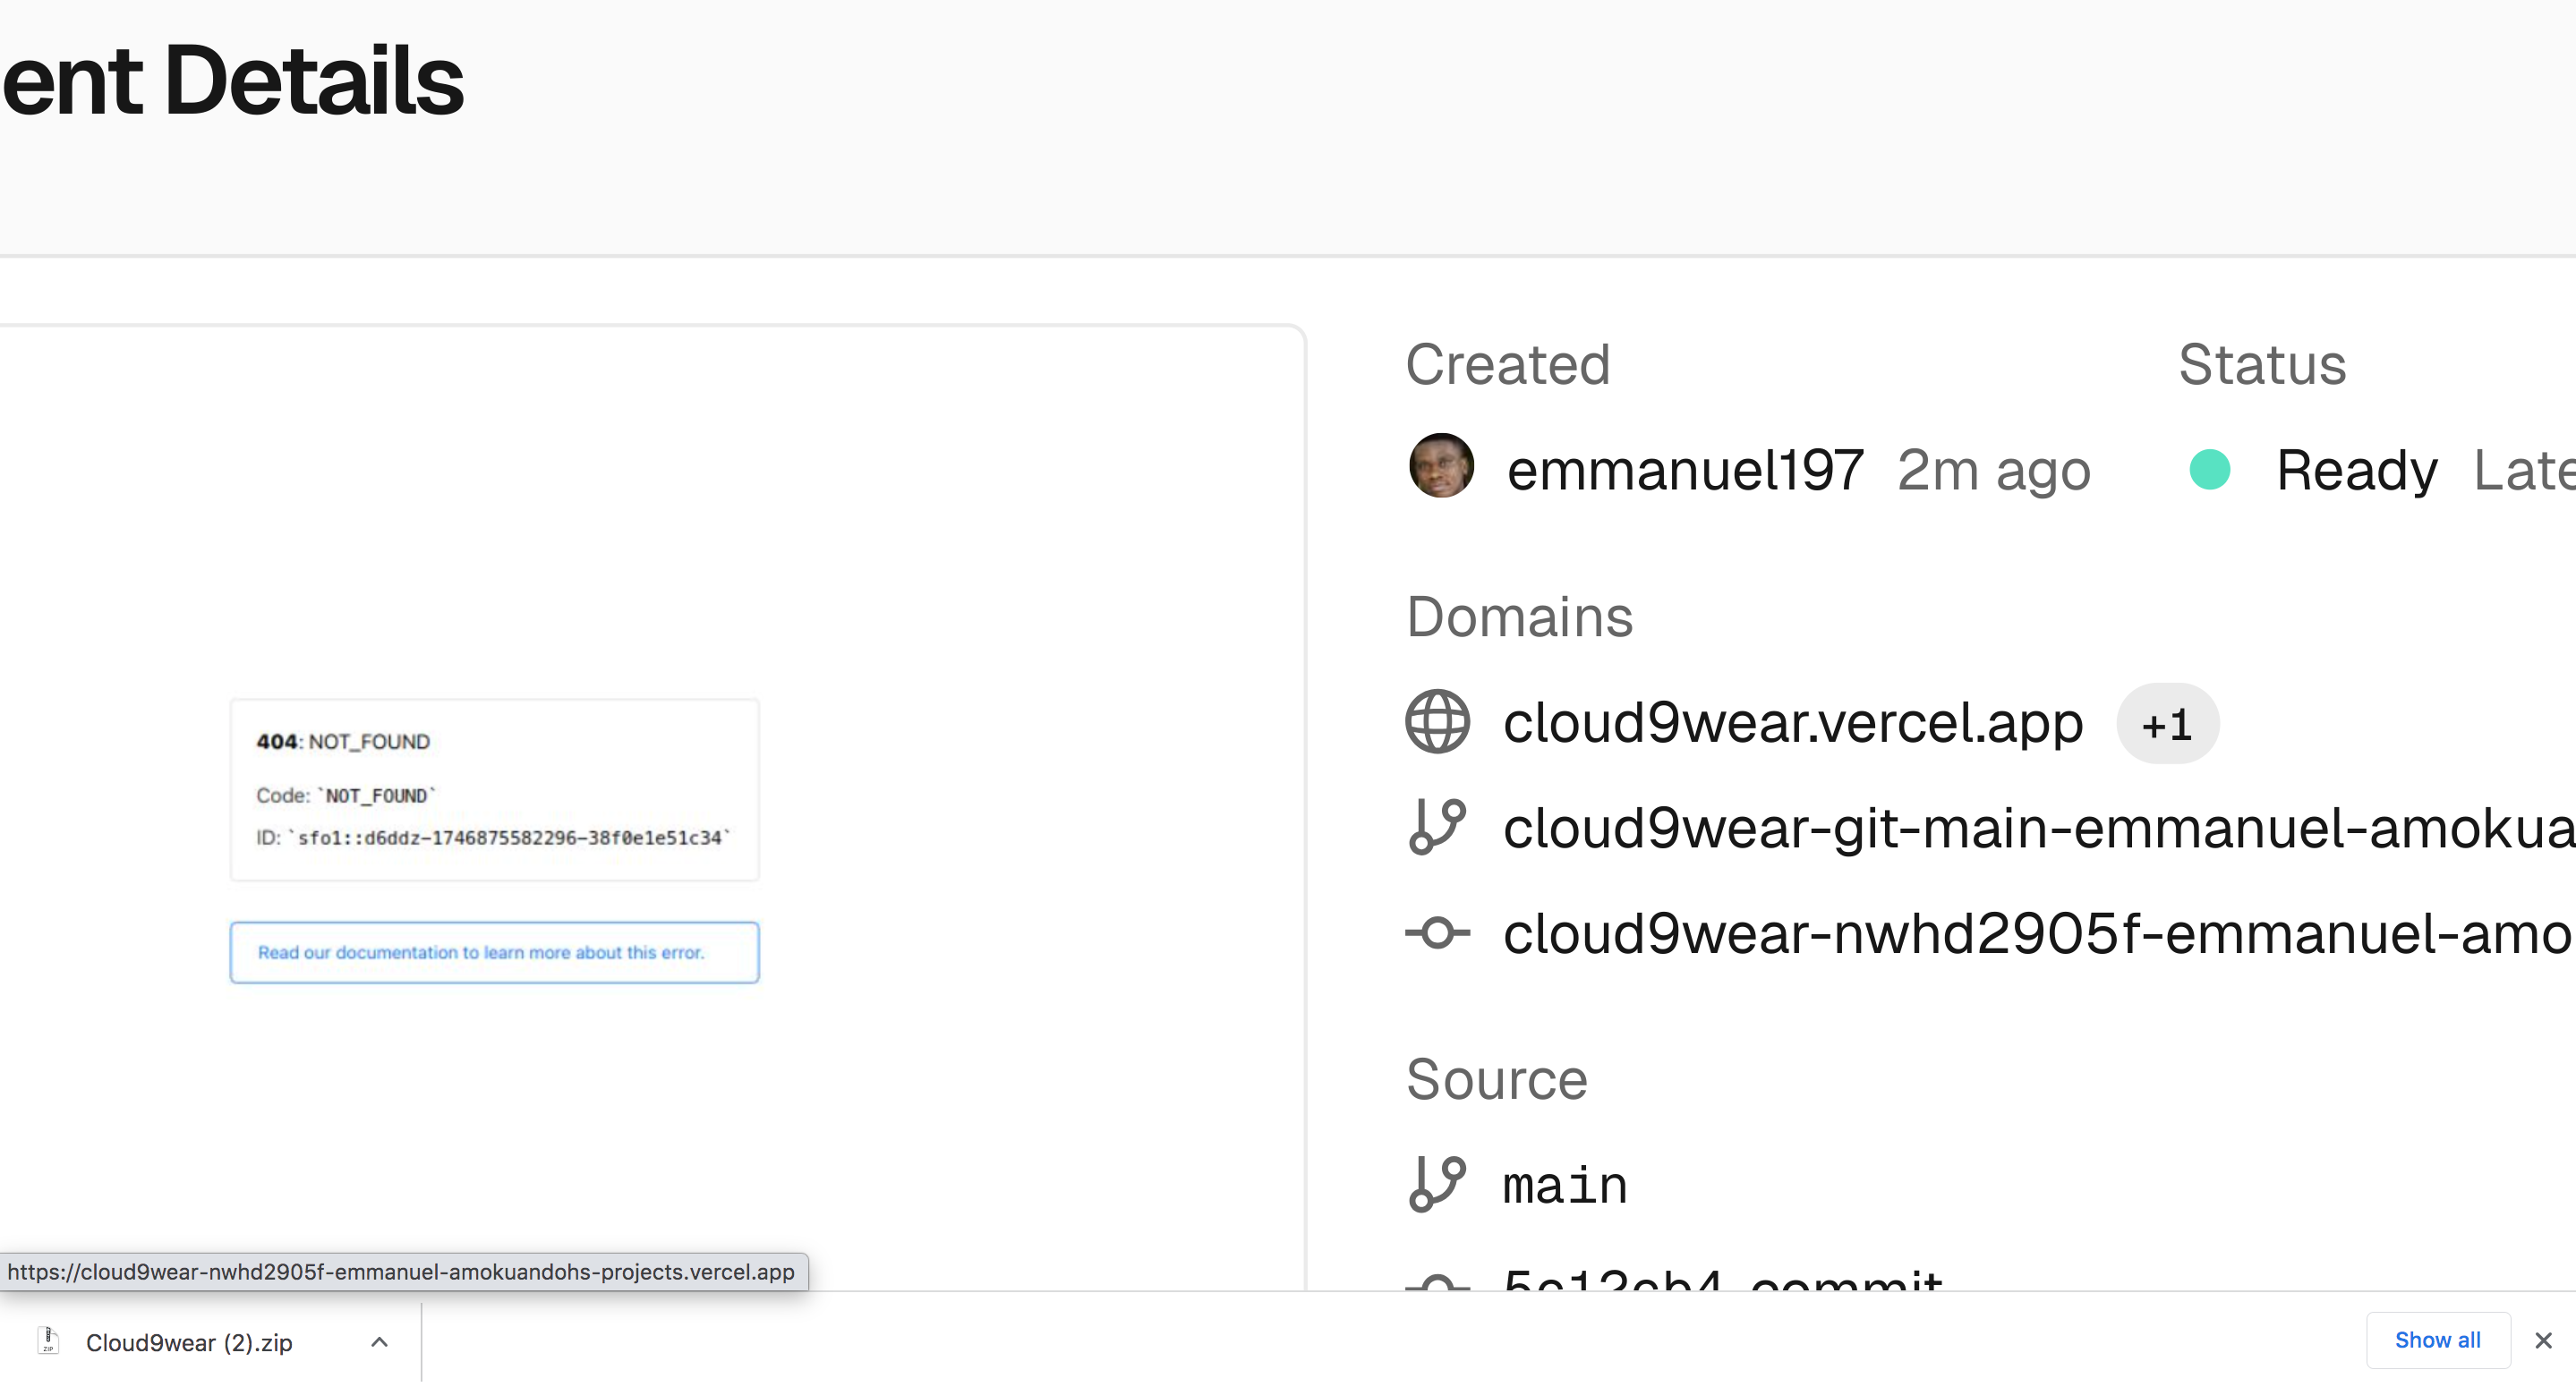 ent Details
404: NOT_FOUND
Code: `NOT_FOUND`
ID: `sfo1::d6ddz-1746875582296-38f0e1e51c34`
Read our documentation to learn more about this error.
Created
Status
emmanuel197 2m ago
Ready Late
Domains
cloud9wear.vercel.app +1
cloud9wear-git-main-emmanuel-amokua
cloud9wear-nwhd2905f-emmanuel-amo
Source
main
5c12cb4 commit
https://cloud9wear-nwhd2905f-emmanuel-amokuandohs-projects.vercel.app
Cloud9wear (2).zip
Show all